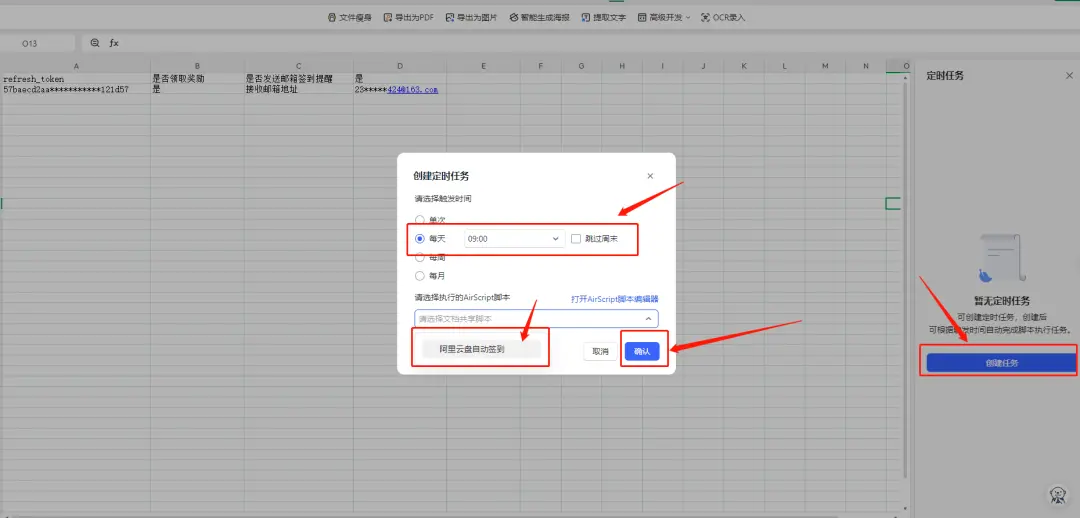 文件瘦身 导出为PDF 导出为图片 智能生成海报 提取文字 高级开发 OCR录入
O13 fx
A B C D E F G H I J K L M N O
refresh_token 是否领取奖励 是否发送邮箱签到提醒 是
57baecd2aa***********121d57 是 接收邮箱地址 23*****424@163.com
定时任务
创建定时任务
请选择触发时间
单次
每天 09:00 跳过周末
每周
每月
请选择执行的AirScript脚本 打开AirScript脚本编辑器
请选择文档共享脚本
阿里云盘自动签到
取消 确认
暂无定时任务
可创建定时任务，创建后
可根据触发时间自动完成脚本执行任务。
创建任务